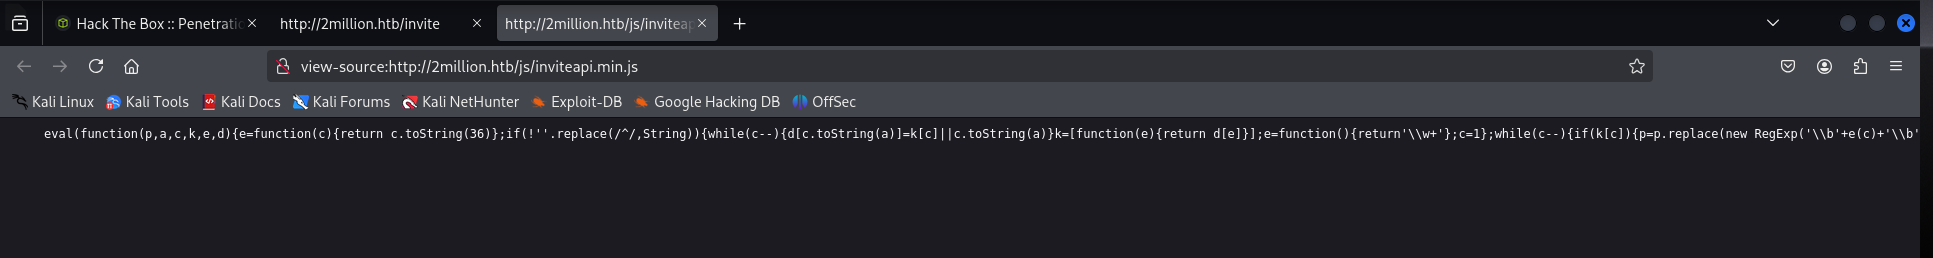 Hack The Box :: Penetratio http://2million.htb/invite http://2million.htb/js/inviteap
view-source:http://2million.htb/js/inviteapi.min.js
Kali Linux Kali Tools Kali Docs Kali Forums Kali NetHunter Exploit-DB Google Hacking DB OffSec
eval(function(p,a,c,k,e,d){e=function(c){return c.toString(36)};if(!''.replace(/^/,String)){while(c--){d[c.toString(a)]=k[c]||c.toString(a)}k=[function(e){return d[e]}];e=function(){return'\\w+'};c=1};while(c--){if(k[c]){p=p.replace(new RegExp('\\b'+e(c)+'\\b'